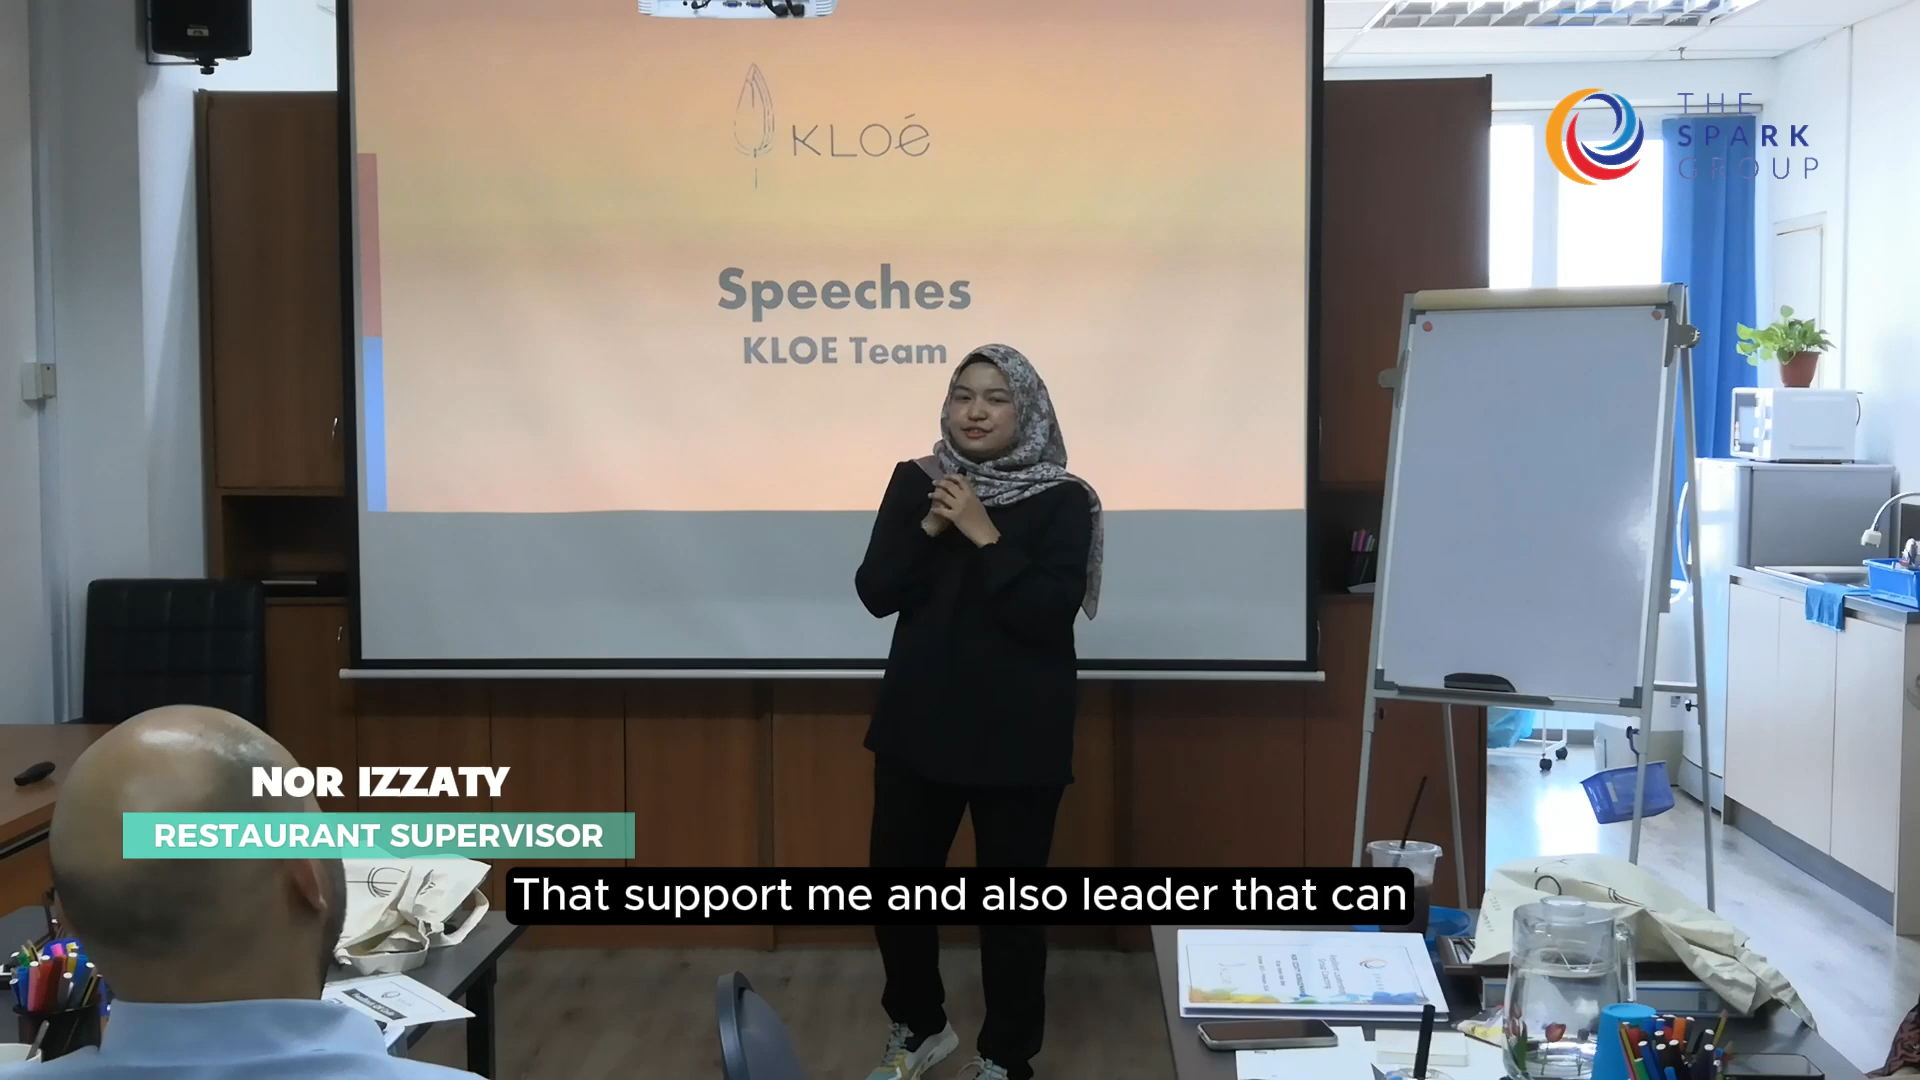 KLOé
THE
SPARK
GROUP
Speeches
KLOE Team
NOR IZZATY
RESTAURANT SUPERVISOR
That support me and also leader that can